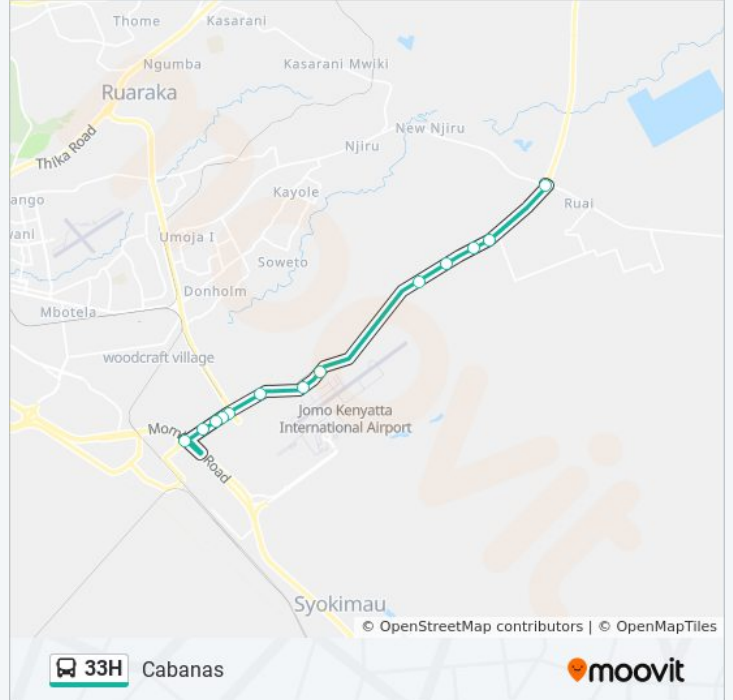 Thome
Kasarani
Ngumba
Kasarani Mwiki
Ruaraka
New Njiru
Thika Road
Njiru
Kayole
ango
Ruai
wani
Umoja I
Soweto
Donholm
Mbotela
woodcraft village
Jomo Kenyatta
International Airport
Mom
Road
Syokimau
© OpenStreetMap contributors | © OpenMapTiles
33H Cabanas
moovit